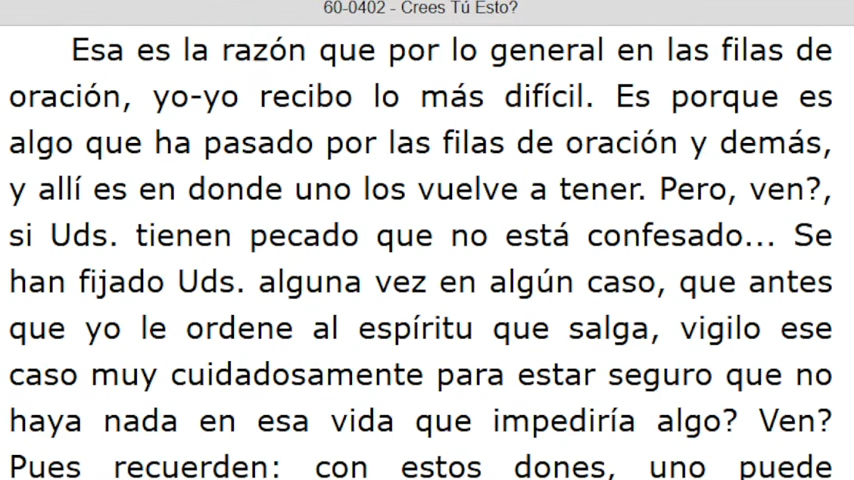 60-0402 - Crees Tú Esto?
Esa es la razón que por lo general en las filas de
oración, yo-yo recibo lo más difícil. Es porque es
algo que ha pasado por las filas de oración y demás,
y allí es en donde uno los vuelve a tener. Pero, ven?,
si Uds. tienen pecado que no está confesado... Se
han fijado Uds. alguna vez en algún caso, que antes
que yo le ordene al espíritu que salga, vigilo ese
caso muy cuidadosamente para estar seguro que no
haya nada en esa vida que impediría algo? Ven?
Pues recuerden: con estos dones, uno puede